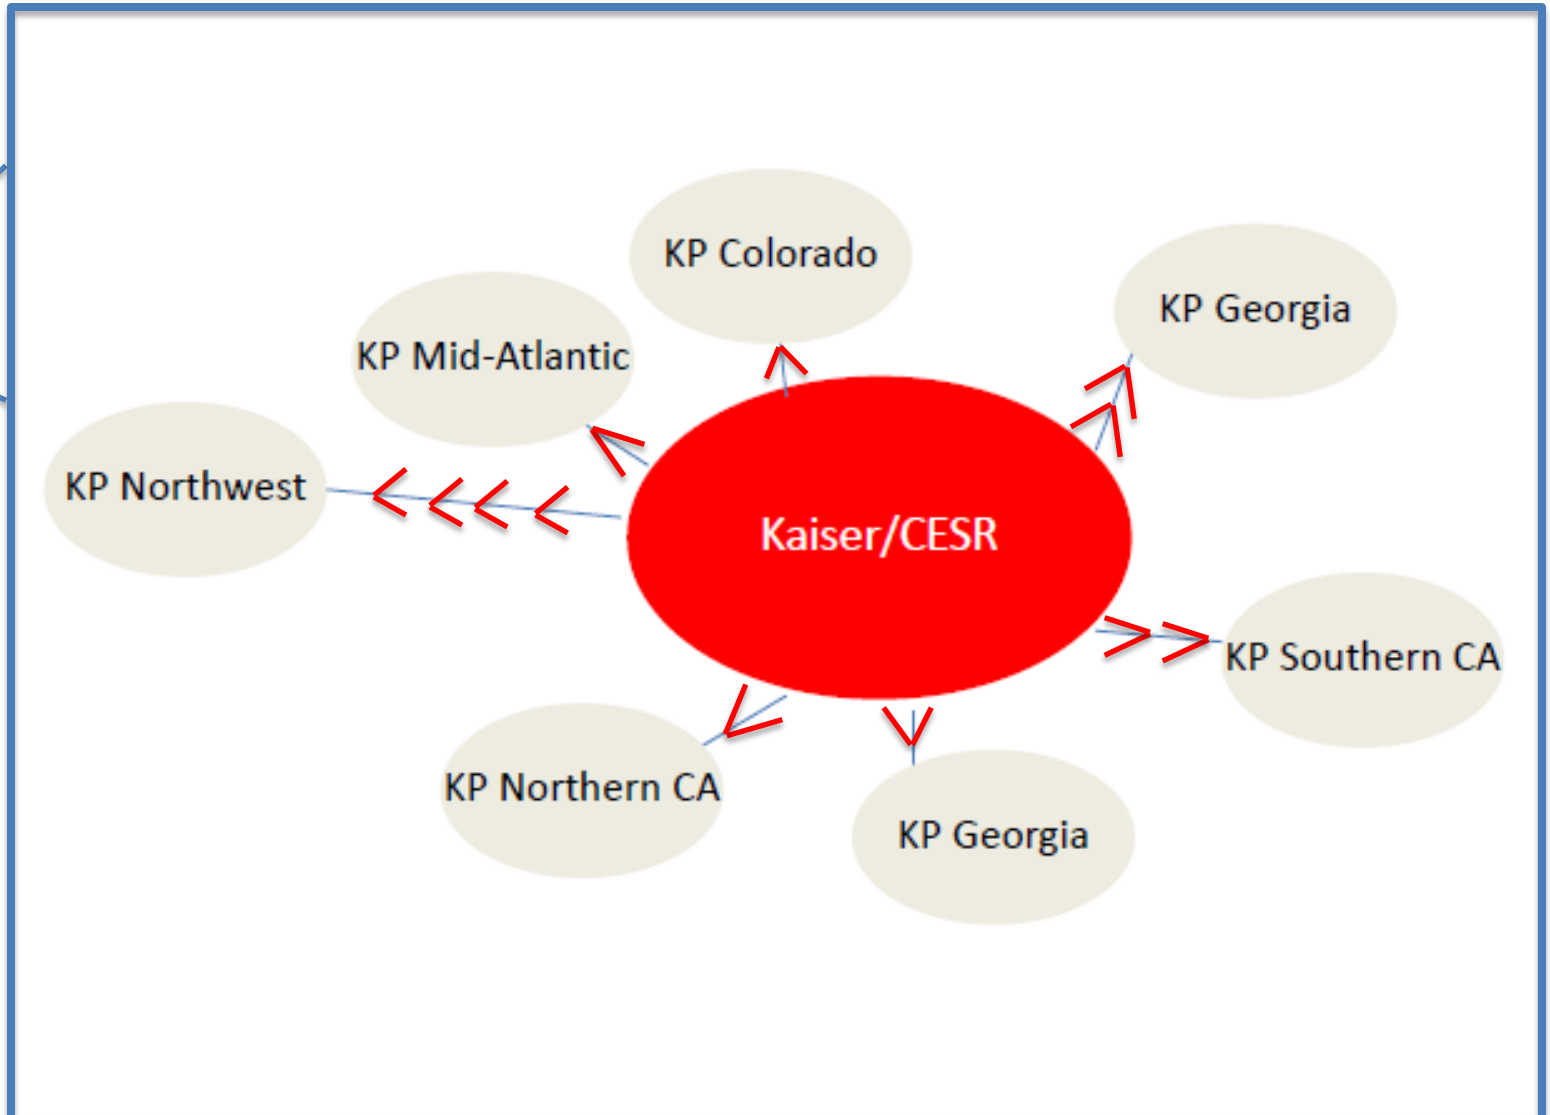 KP Colorado
KP Georgia
KP Mid-Atlantic
KP Northwest
Kaiser/CESR
KP Southern CA
KP Northern CA
KP Georgia